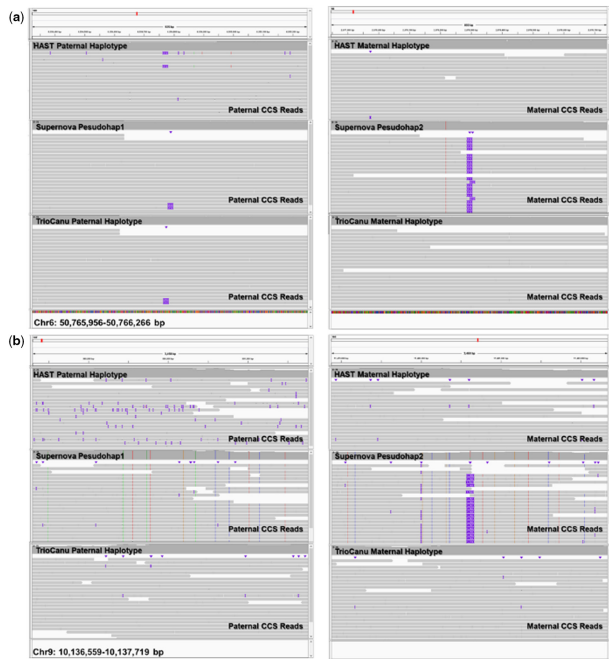 (a)
HAST Paternal Haplotype
Paternal CCS Reads
Supernova Pesudohap1
Paternal CCS Reads
TrioCanu Paternal Haplotype
Paternal CCS Reads
Chr6: 50,765,956-50,766,266 bp
HAST Maternal Haplotype
Maternal CCS Reads
Supernova Pesudohap2
Maternal CCS Reads
TrioCanu Maternal Haplotype
Maternal CCS Reads
(b)
HAST Paternal Haplotype
Paternal CCS Reads
Supernova Pesudohap1
Paternal CCS Reads
TrioCanu Paternal Haplotype
Paternal CCS Reads
Chr9: 10,136,559-10,137,719 bp
HAST Maternal Haplotype
Maternal CCS Reads
Supernova Pesudohap2
Maternal CCS Reads
TrioCanu Maternal Haplotype
Maternal CCS Reads